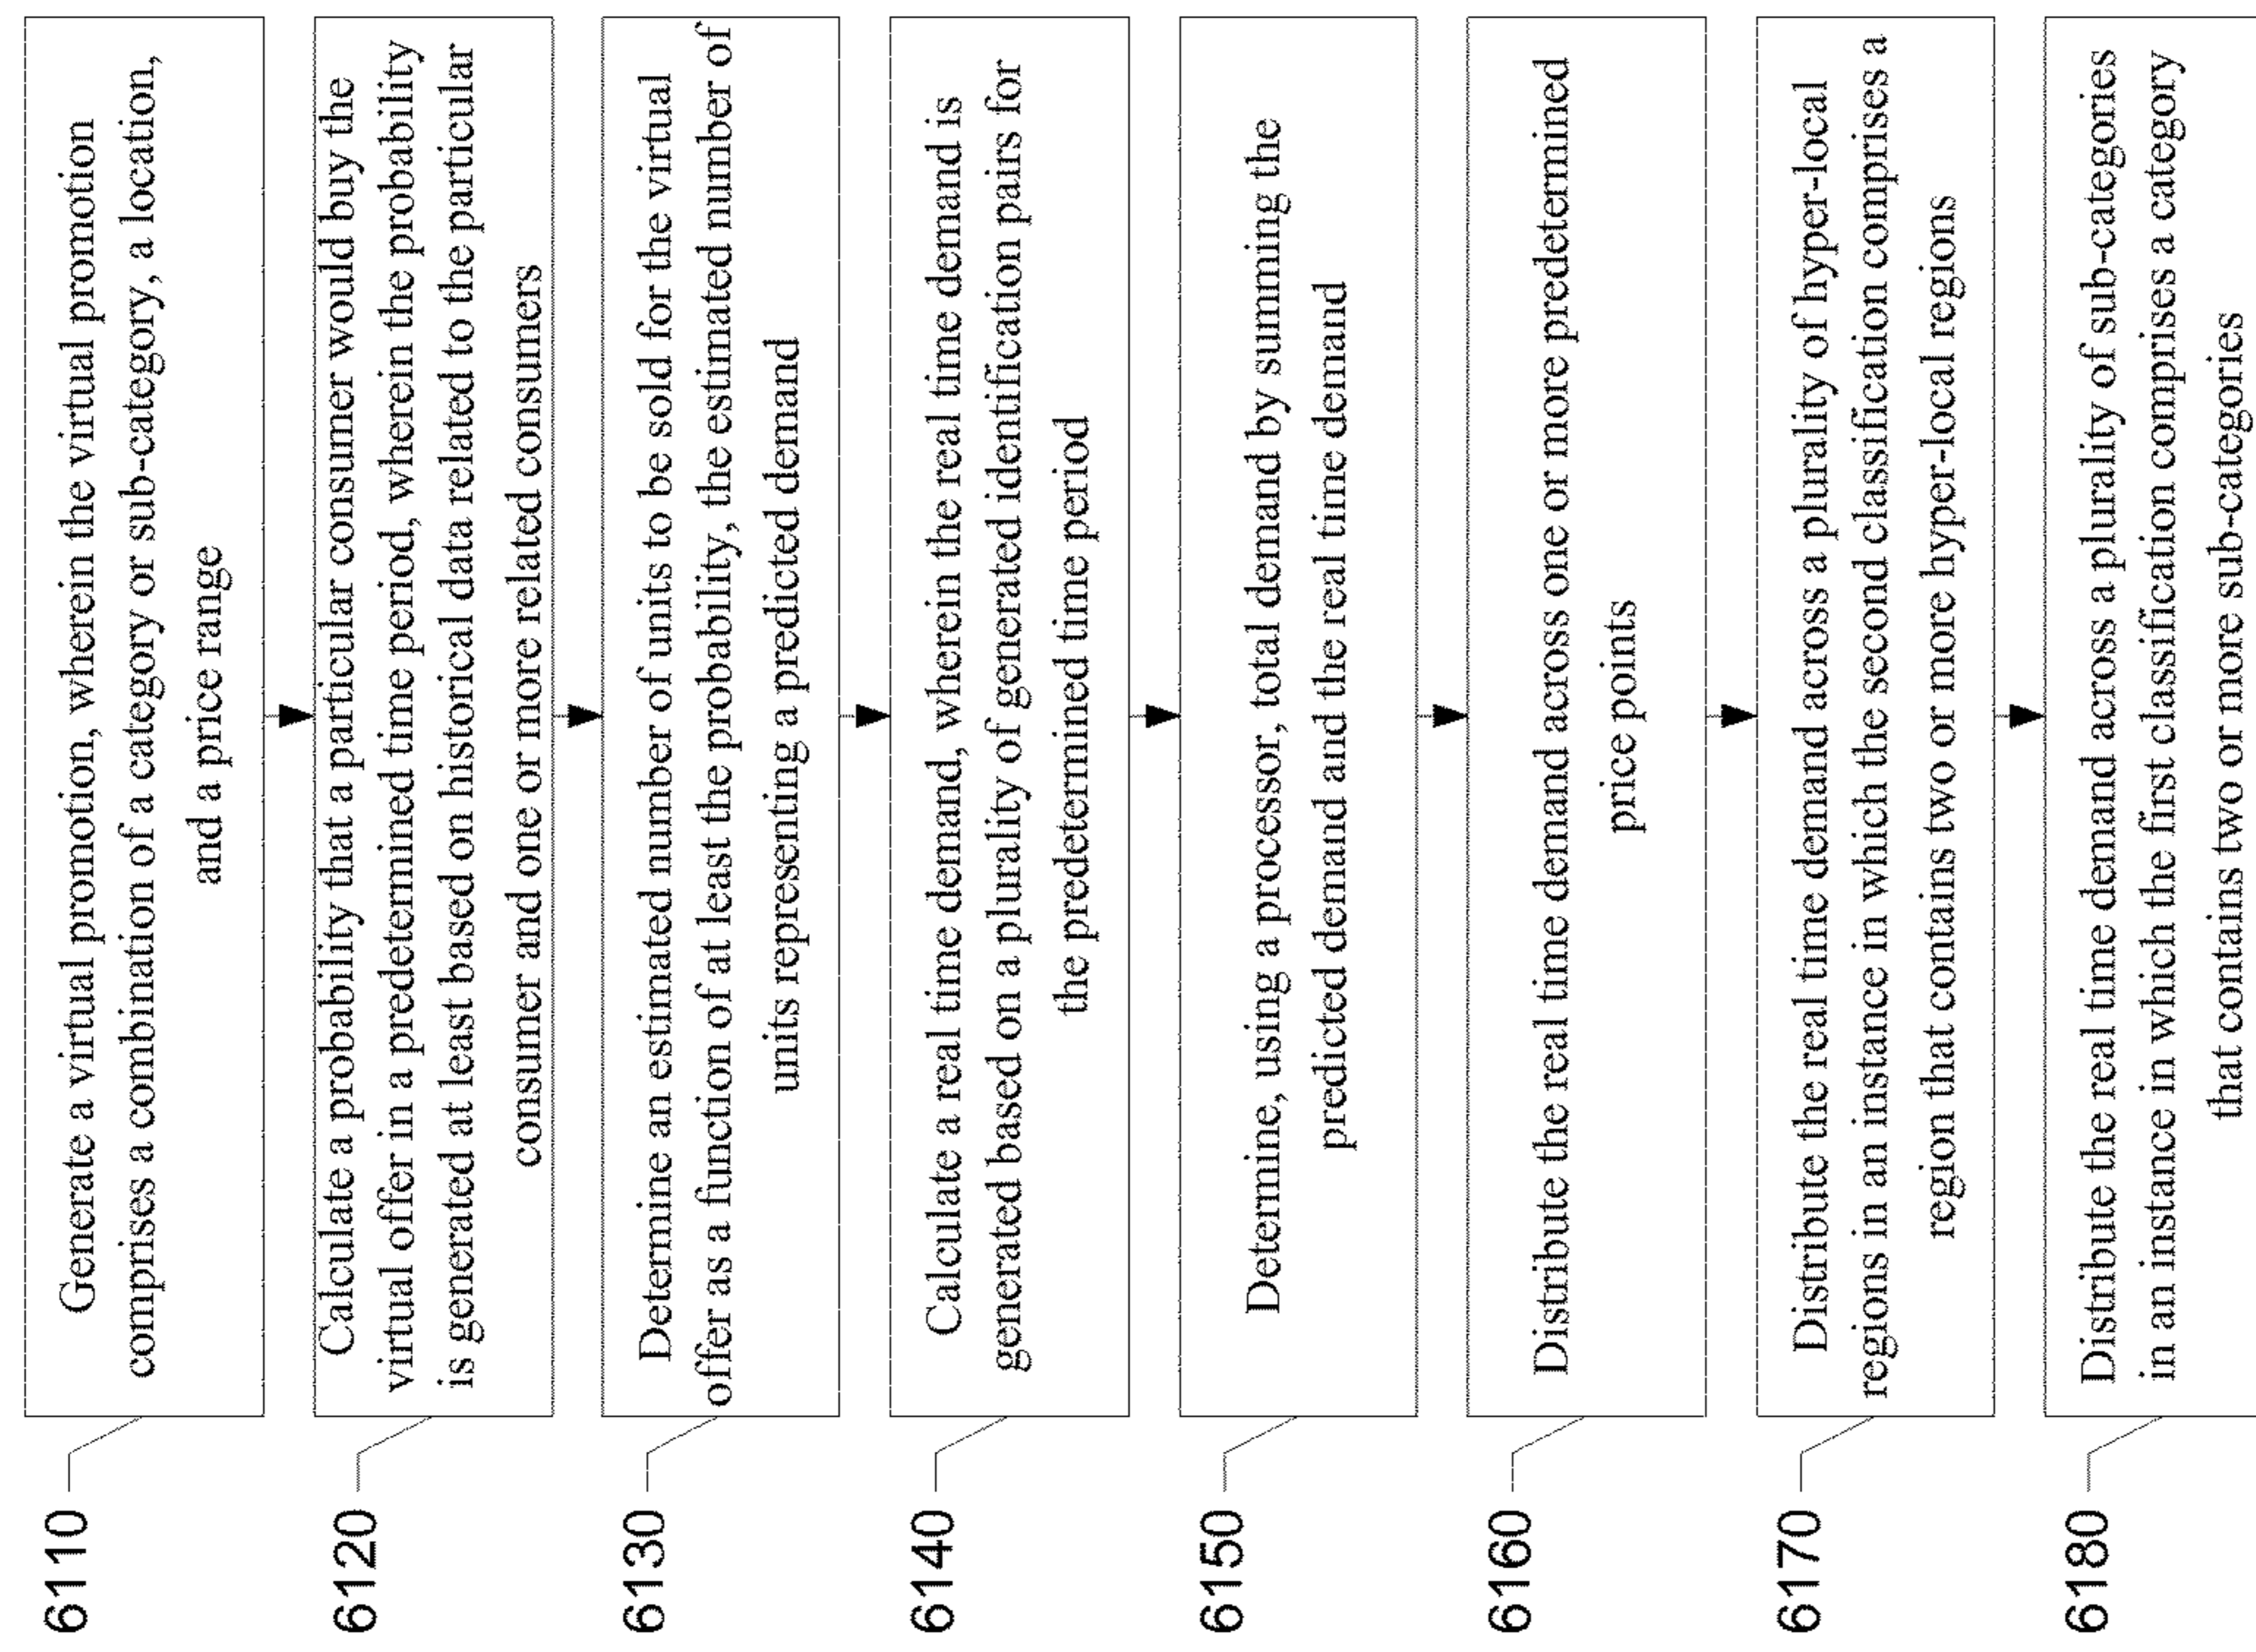 6110
Generate a virtual promotion, wherein the virtual promotion
comprises a combination of a category or sub-category, a location,
and a price range
6120
Calculate a probability that a particular consumer would buy the
virtual offer in a predetermined time period, wherein the probability
is generated at least based on historical data related to the particular
consumer and one or more related consumers
6130
Determine an estimated number of units to be sold for the virtual
offer as a function of at least the probability, the estimated number of
units representing a predicted demand
6140
Calculate a real time demand, wherein the real time demand is
generated based on a plurality of generated identification pairs for
the predetermined time period
6150
Determine, using a processor, total demand by summing the
predicted demand and the real time demand
6160
Distribute the real time demand across one or more predetermined
price points
6170
Distribute the real time demand across a plurality of hyper-local
regions in an instance in which the second classification comprises a
region that contains two or more hyper-local regions
6180
Distribute the real time demand across a plurality of sub-categories
in an instance in which the first classification comprises a category
that contains two or more sub-categories